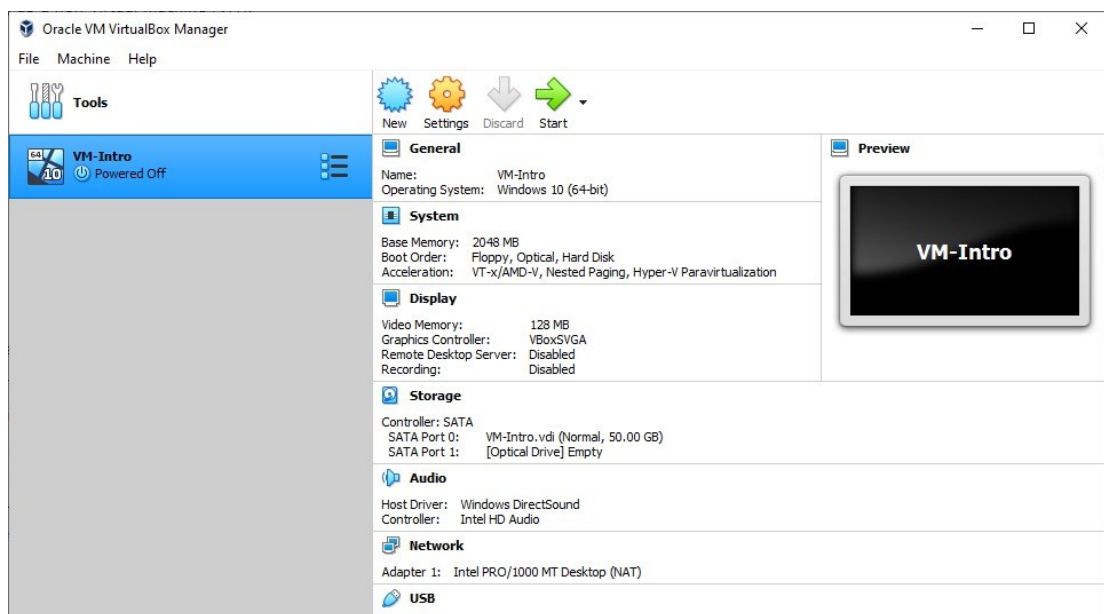 Oracle VM VirtualBox Manager
File Machine Help
Tools
New Settings Discard Start
64
10
VM-Intro
Powered Off
General
Name: VM-Intro
Operating System: Windows 10 (64-bit)
System
Base Memory: 2048 MB
Boot Order: Floppy, Optical, Hard Disk
Acceleration: VT-x/AMD-V, Nested Paging, Hyper-V Paravirtualization
Display
Video Memory: 128 MB
Graphics Controller: VBoxSVGA
Remote Desktop Server: Disabled
Recording: Disabled
Storage
Controller: SATA
SATA Port 0: VM-Intro.vdi (Normal, 50.00 GB)
SATA Port 1: [Optical Drive] Empty
Audio
Host Driver: Windows DirectSound
Controller: Intel HD Audio
Network
Adapter 1: Intel PRO/1000 MT Desktop (NAT)
USB
Preview
VM-Intro